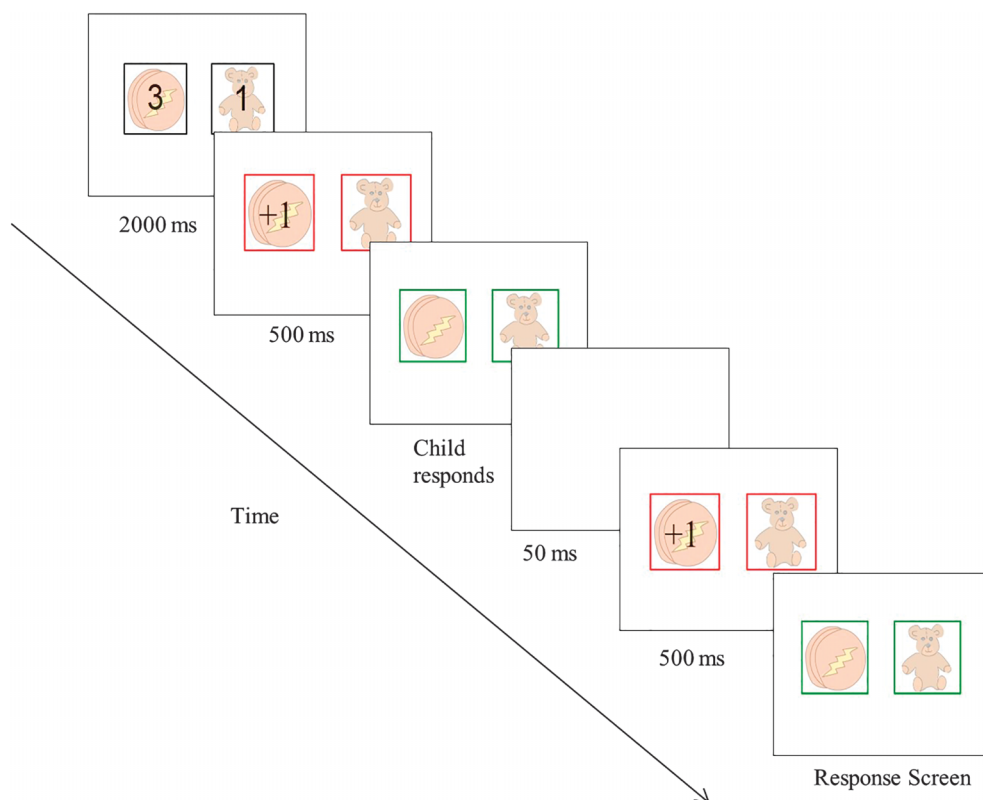 3
1
2000 ms
+1
500 ms
Child
responds
Time
50 ms
+1
500 ms
Response Screen